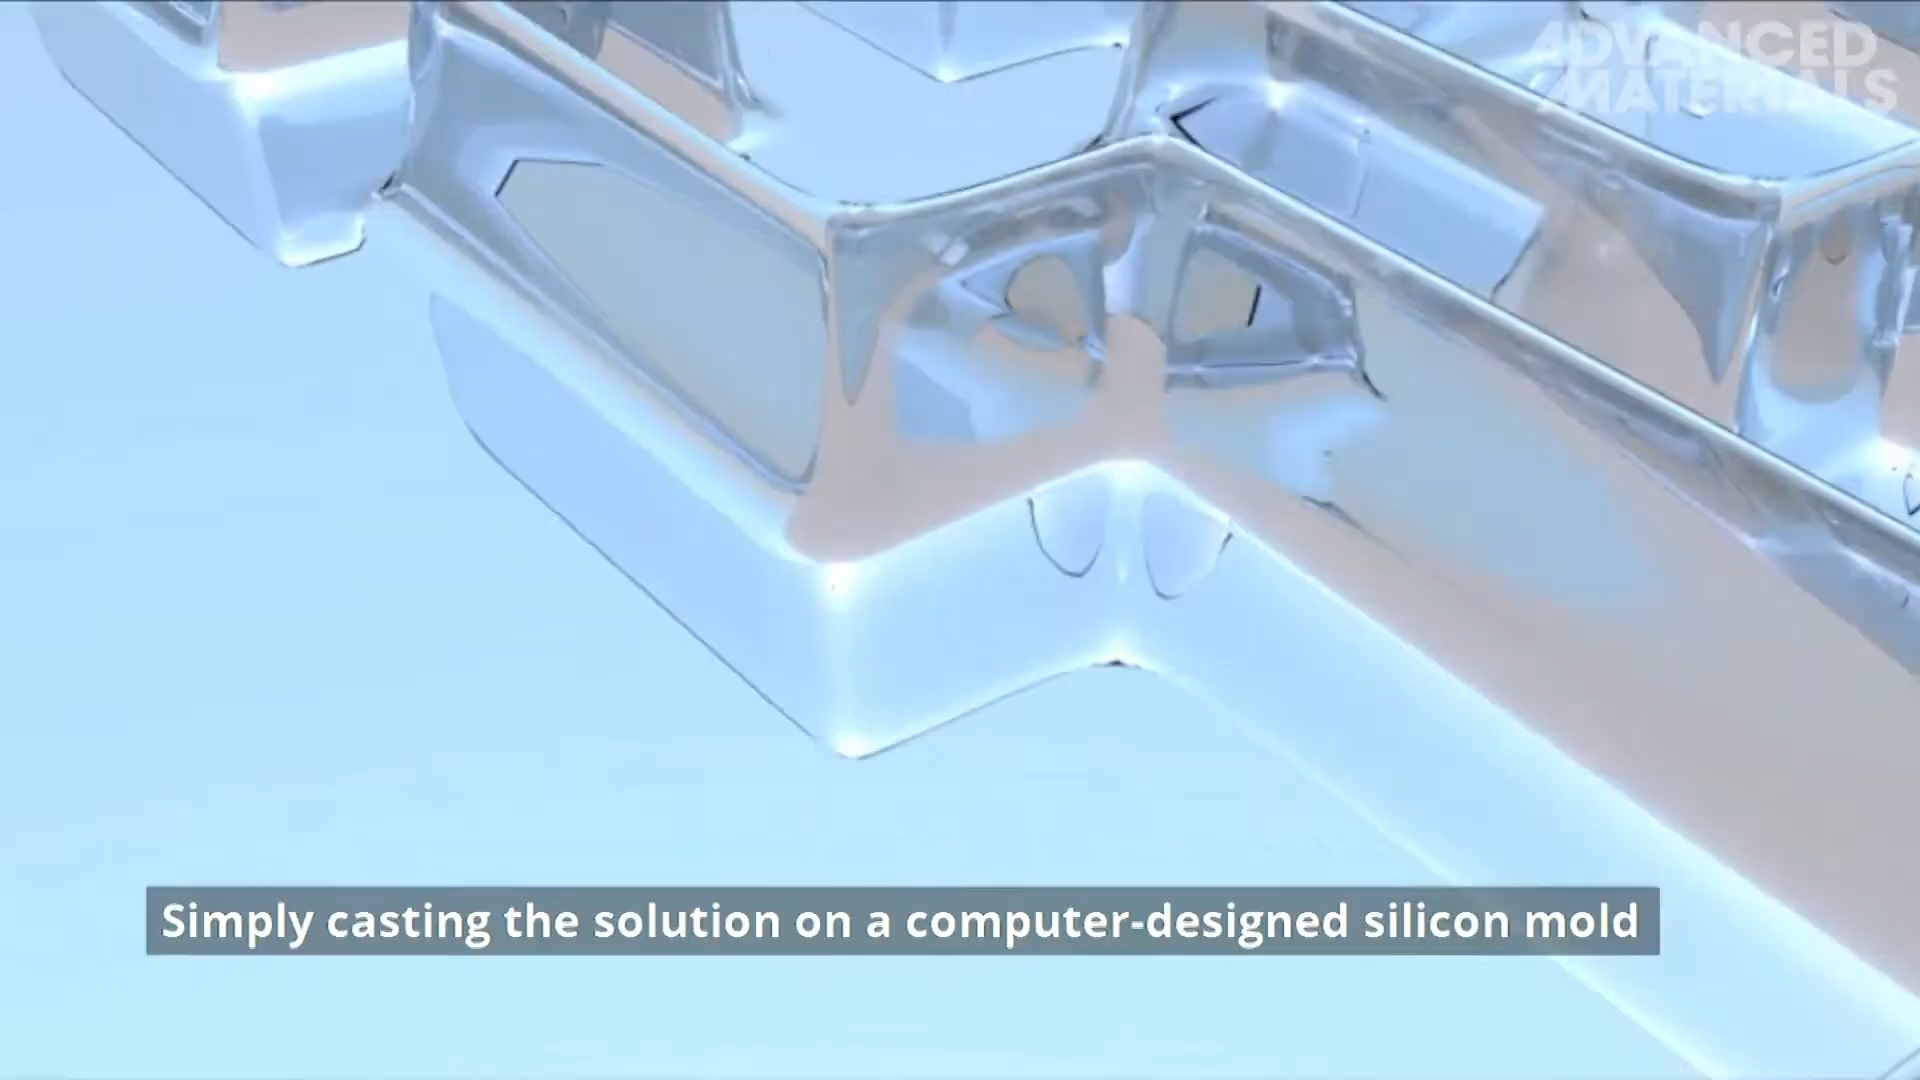 ADVANCED
MATERIALS
Simply casting the solution on a computer-designed silicon mold